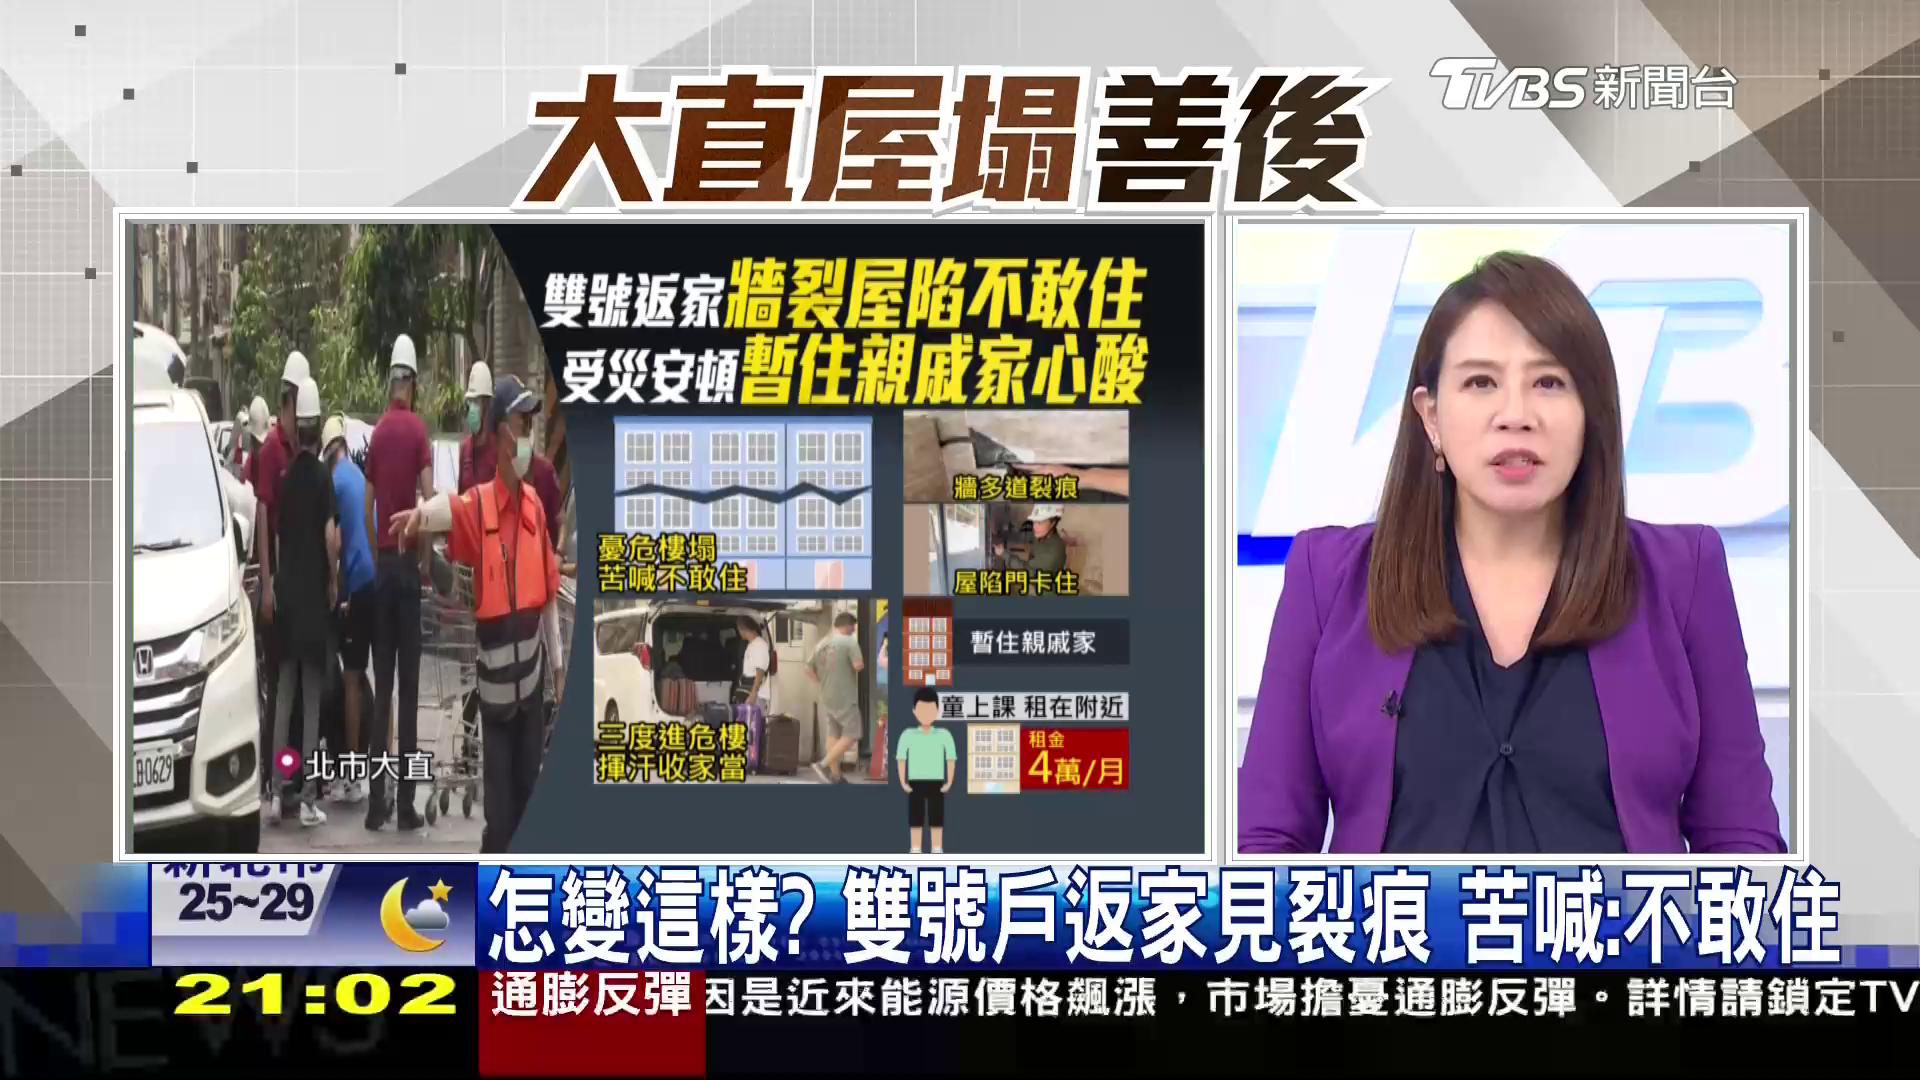 大直屋塌善後
TVBS新聞台
雙號返家牆裂屋陷不敢住
受災安頓暫住親戚家心酸
憂危樓塌
苦喊不敢住
牆多道裂痕
屋陷門卡住
三度進危樓
揮汗收家當
暫住親戚家
童上課 租在附近
租金
4萬/月
北市大直
新北市
25~29
怎變這樣? 雙號戶返家見裂痕 苦喊:不敢住
21:02
通膨反彈
因是近來能源價格飆漲，市場擔憂通膨反彈。詳情請鎖定TV
NEWS